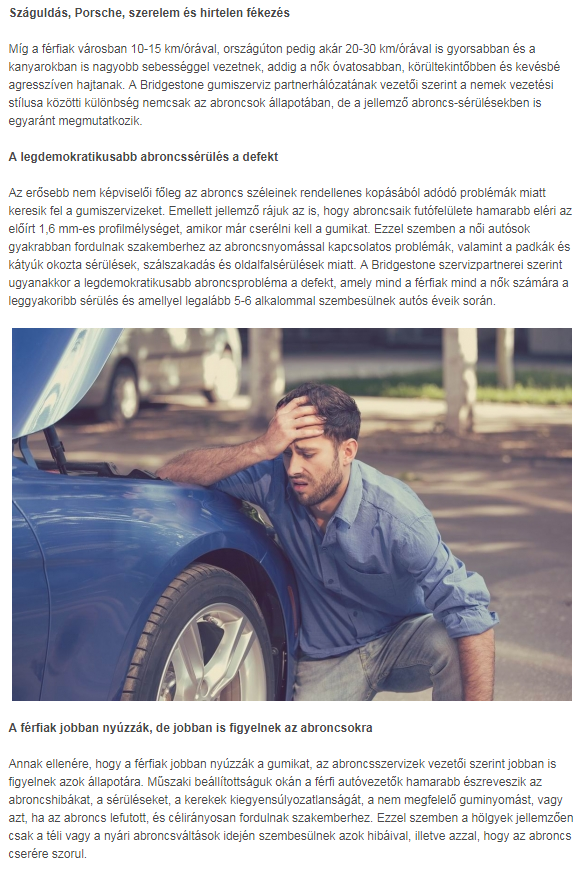 Száguldás, Porsche, szerelem és hirtelen fékezés
Míg a férfiak városban 10-15 km/órával, országúton pedig akár 20-30 km/órával is gyorsabban és a
kanyarokban is nagyobb sebességgel vezetnek, addig a nők óvatosabban, körültekintőbben és kevésbé
agresszíven hajtanak. A Bridgestone gumiszerviz partnerhálózatának vezetői szerint a nemek vezetési
stílusa közötti különbség nemcsak az abroncsok állapotában, de a jellemző abroncs-sérülésekben is
egyaránt megmutatkozik.
A legdemokratikusabb abroncssérülés a defekt
Az erősebb nem képviselői főleg az abroncs széleinek rendellenes kopásából adódó problémák miatt
keresik fel a gumiszervizeket. Emellett jellemző rájuk az is, hogy abroncsaik futófelülete hamarabb eléri az
előírt 1,6 mm-es profilmélységet, amikor már cserélni kell a gumikat. Ezzel szemben a női autósok
gyakrabban fordulnak szakemberhez az abroncsnyomással kapcsolatos problémák, valamint a padkák és
kátyúk okozta sérülések, szálszakadás és oldalfalsérülések miatt. A Bridgestone szervizpartnerei szerint
ugyanakkor a legdemokratikusabb abroncsprobléma a defekt, amely mind a férfiak mind a nők számára a
leggyakoribb sérülés és amellyel legalább 5-6 alkalommal szembesülnek autós éveik során.
A férfiak jobban nyúzzák, de jobban is figyelnek az abroncsokra
Annak ellenére, hogy a férfiak jobban nyúzzák a gumikat, az abroncsszervizek vezetői szerint jobban is
figyelnek azok állapotára. Műszaki beállítottságuk okán a férfi autóvezetők hamarabb észreveszik az
abroncshibákat, a sérüléseket, a kerekek kiegyensúlyozatlanságát, a nem megfelelő guminyomást, vagy
azt, ha az abroncs lefutott, és célirányosan fordulnak szakemberhez. Ezzel szemben a hölgyek jellemzően
csak a téli vagy a nyári abroncsváltások idején szembesülnek azok hibáival, illetve azzal, hogy az abroncs
cserére szorul.